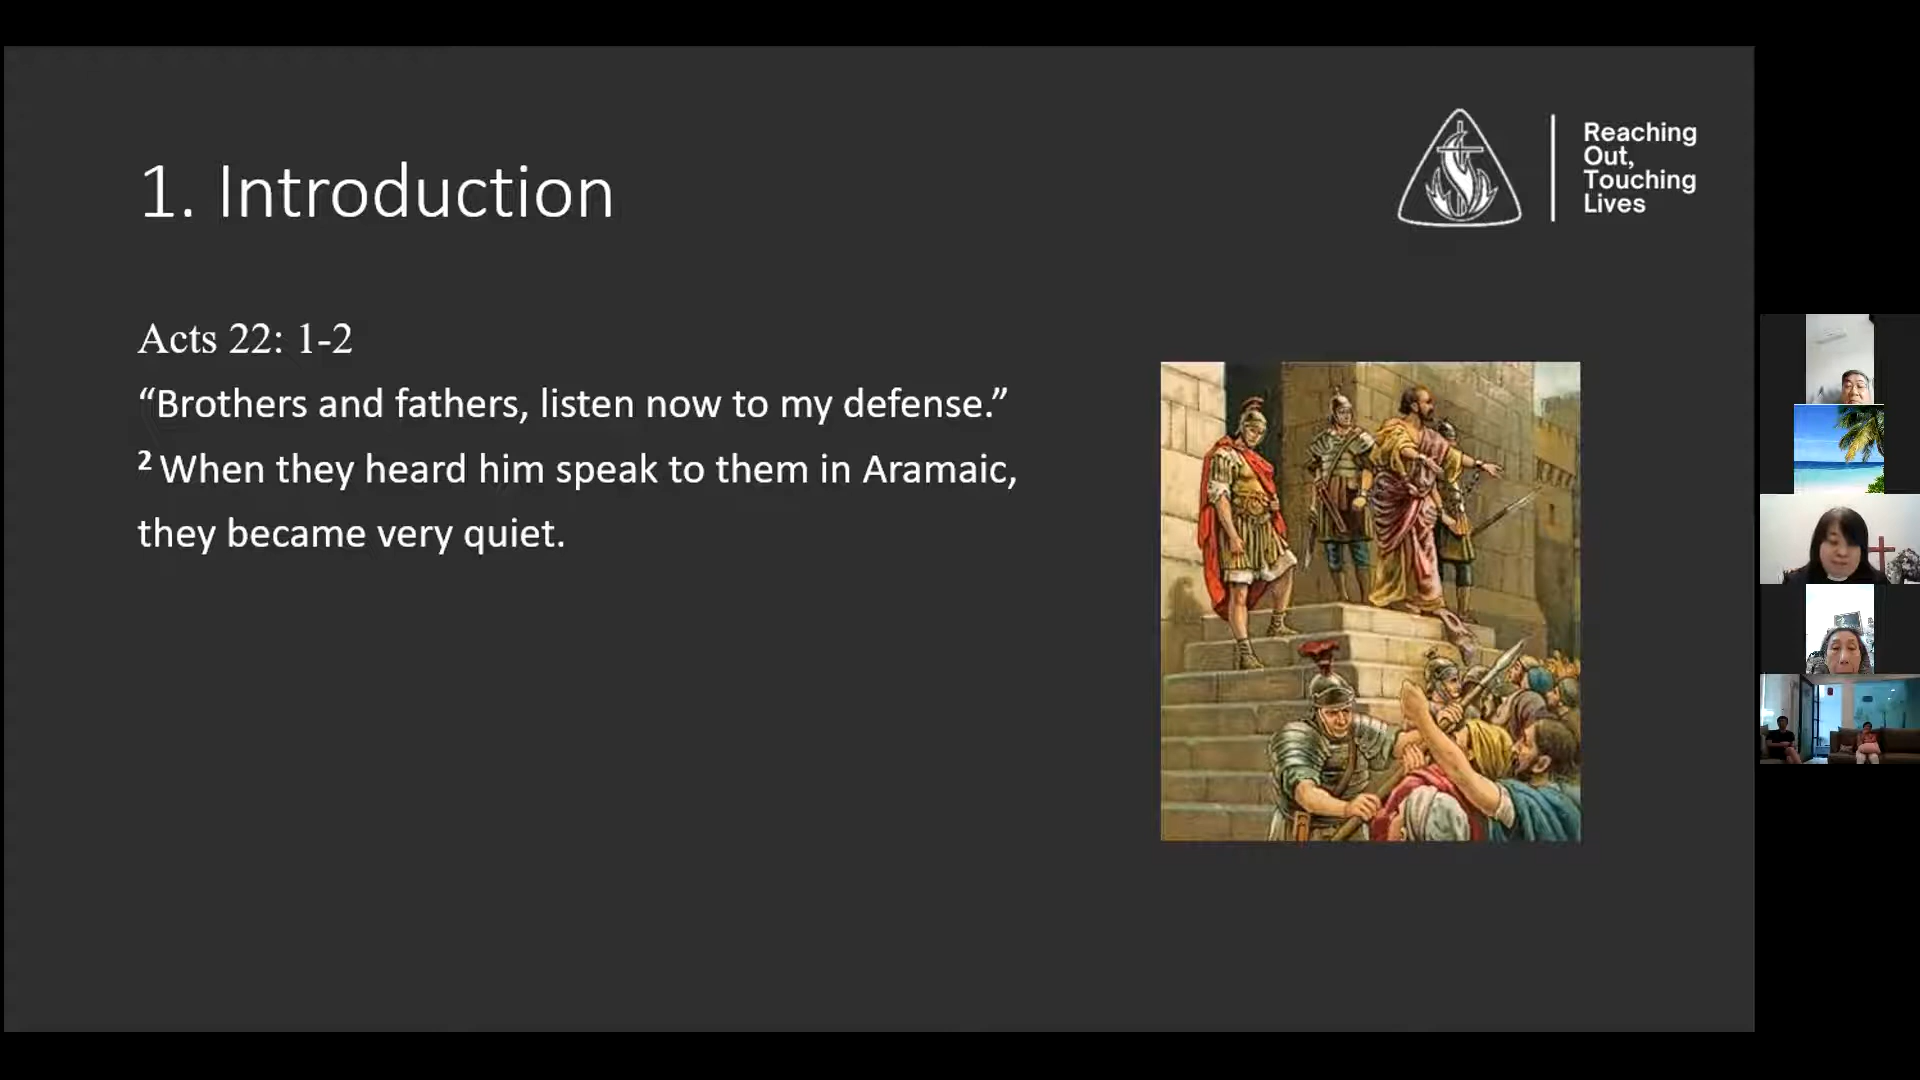 1. Introduction
Reaching
Out,
Touching
Lives
Acts 22: 1-2
“Brothers and fathers, listen now to my defense.”
2 When they heard him speak to them in Aramaic,
they became very quiet.